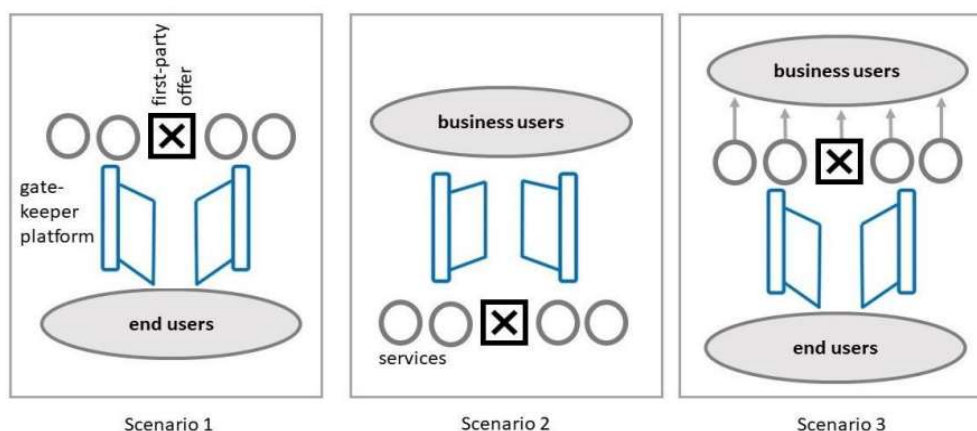 first-party
offer
gate-
keeper
platform
end users
Scenario 1
business users
services
Scenario 2
business users
end users
Scenario 3